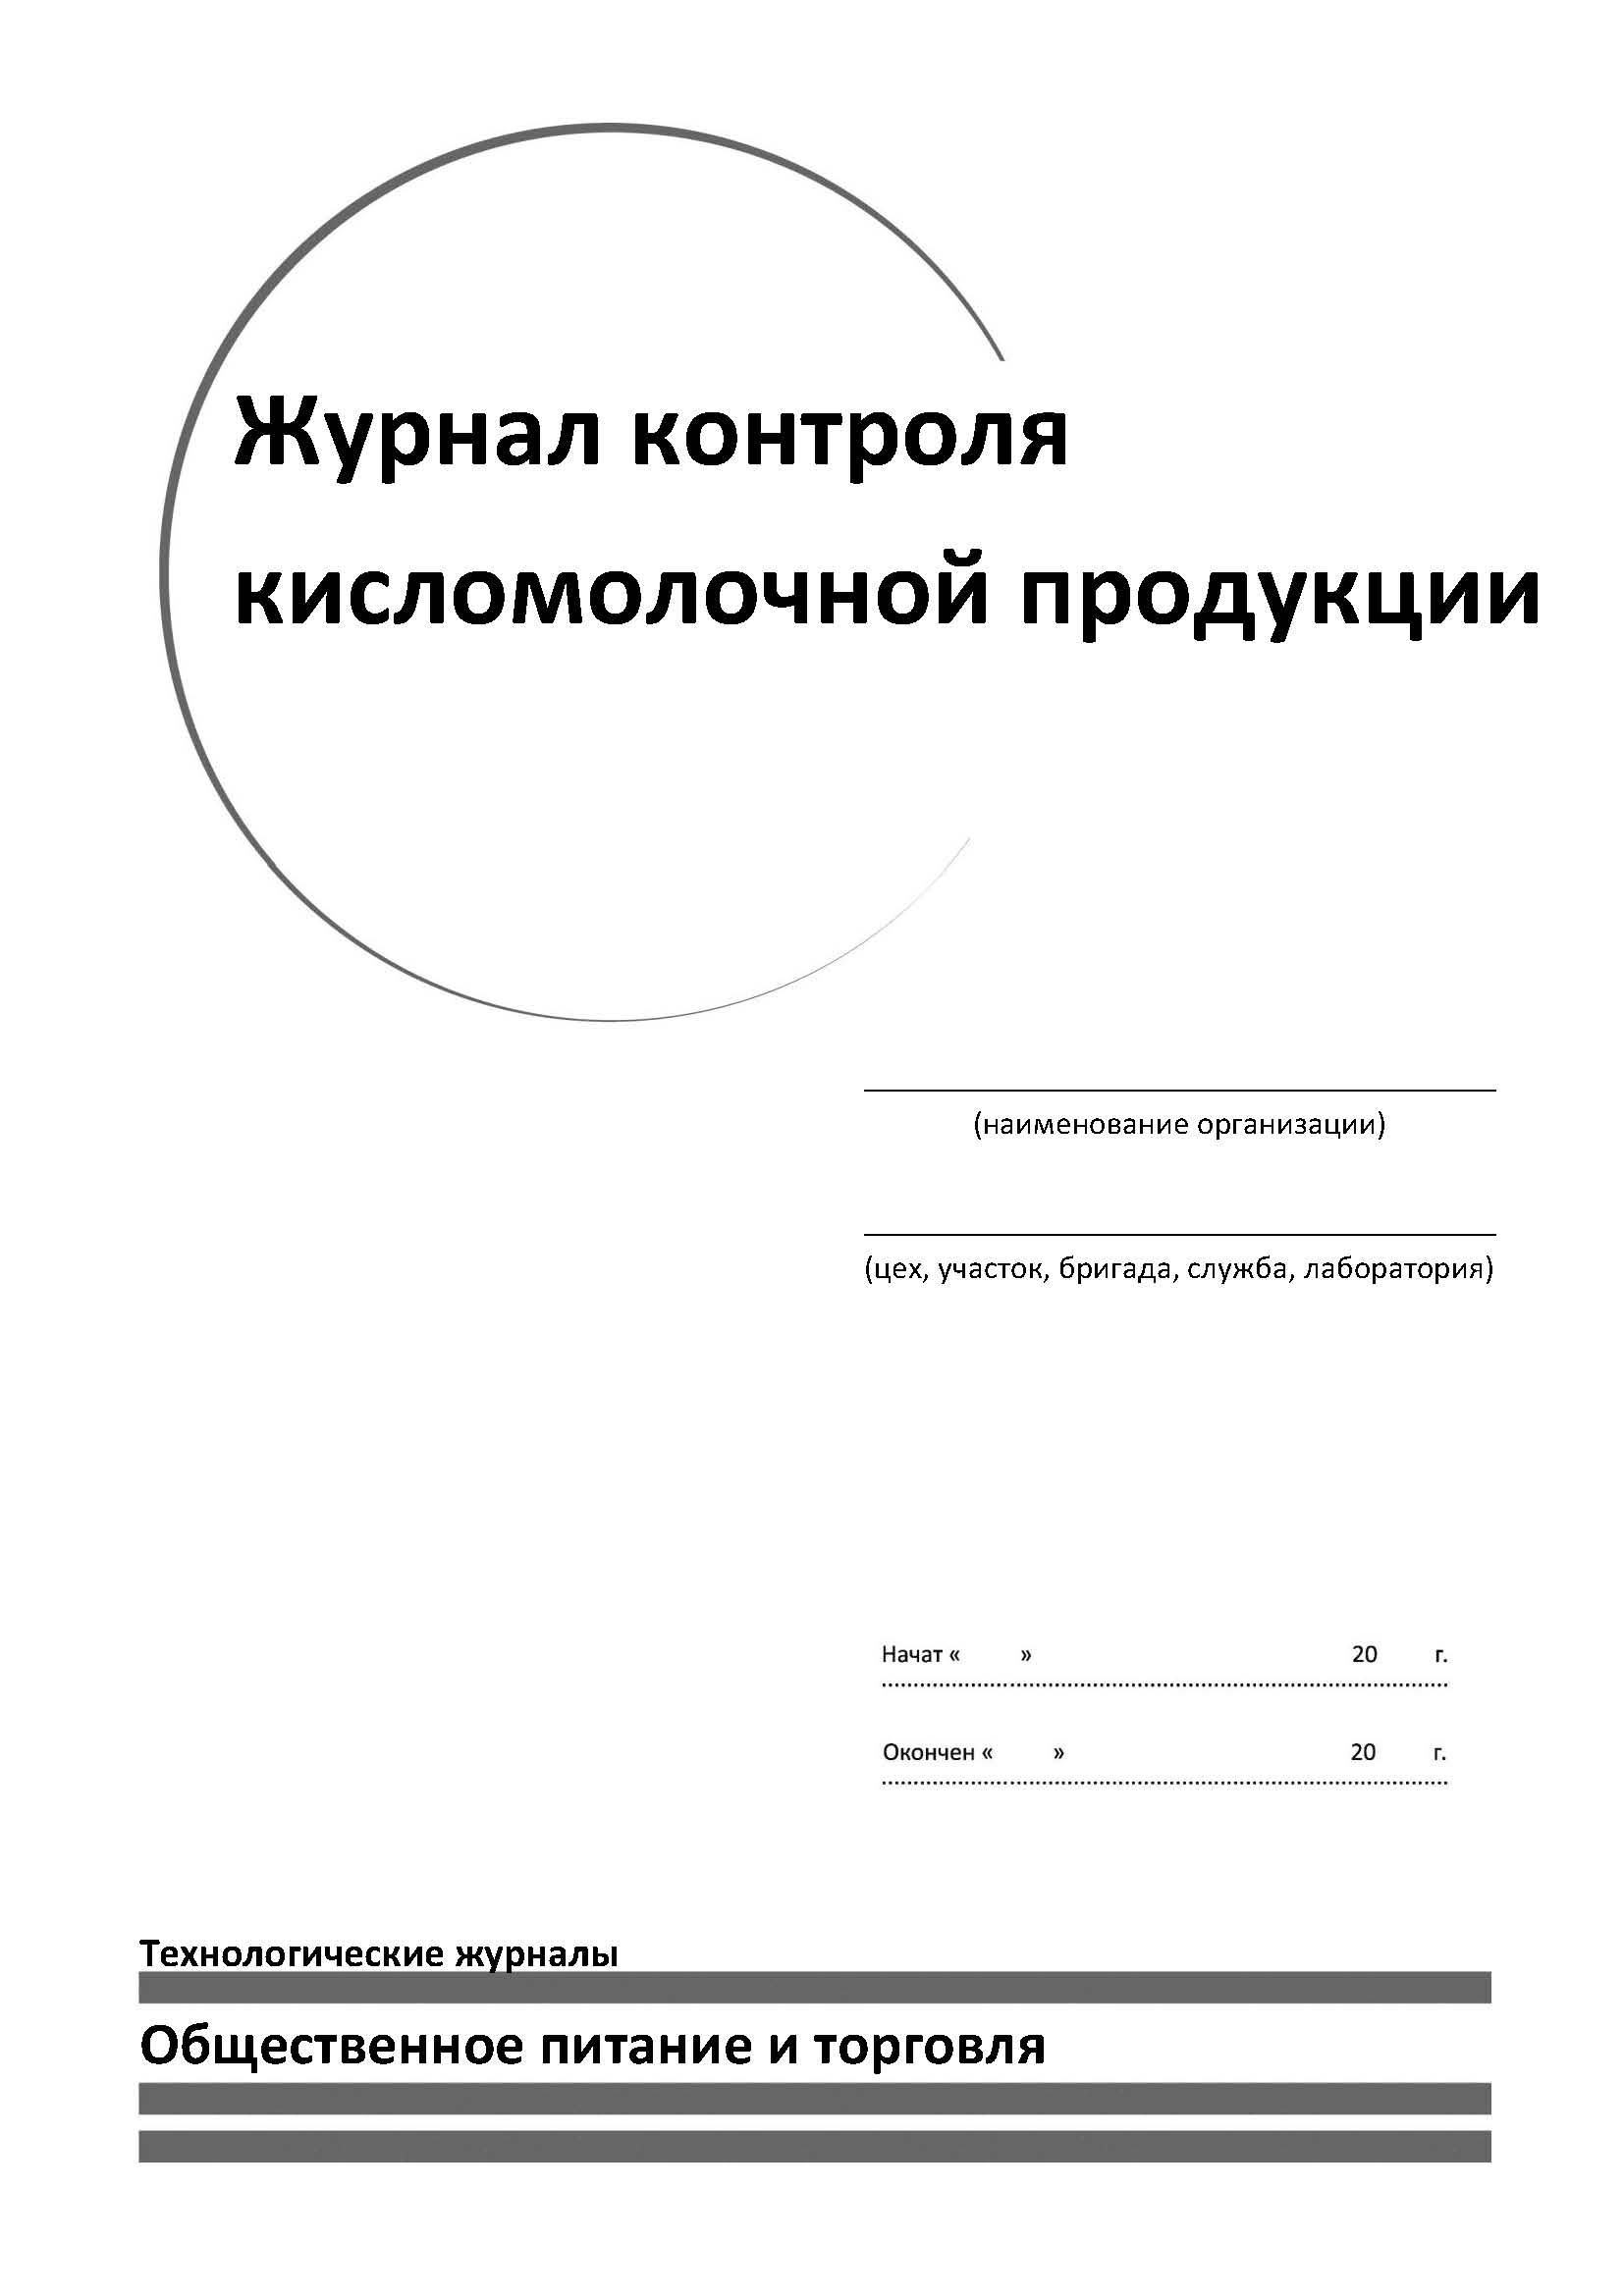 Журнал контроля
кисломолочной продукции
(наименование организации)
(цех, участок, бригада, служба, лаборатория)
Начат « » 20 г.
Окончен « » 20 г.
Технологические журналы
Общественное питание и торговля